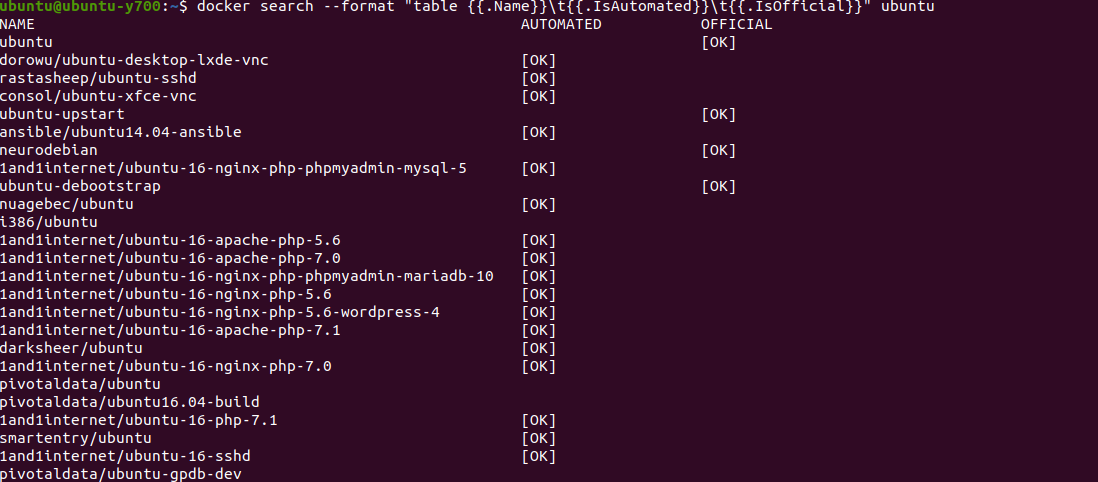 ubuntu@ubuntu-y700:~$ docker search --format "table {{.Name}}\t{{.IsAutomated}}\t{{.IsOfficial}}" ubuntu
NAME AUTOMATED OFFICIAL
ubuntu [OK]
dorowu/ubuntu-desktop-lxde-vnc [OK]
rastasheep/ubuntu-sshd [OK]
consol/ubuntu-xfce-vnc [OK]
ubuntu-upstart [OK]
ansible/ubuntu14.04-ansible [OK]
neurodebian [OK]
1and1internet/ubuntu-16-nginx-php-phpmyadmin-mysql-5 [OK]
ubuntu-debootstrap [OK]
nuagebec/ubuntu [OK]
i386/ubuntu
1and1internet/ubuntu-16-apache-php-5.6 [OK]
1and1internet/ubuntu-16-apache-php-7.0 [OK]
1and1internet/ubuntu-16-nginx-php-phpmyadmin-mariadb-10 [OK]
1and1internet/ubuntu-16-nginx-php-5.6 [OK]
1and1internet/ubuntu-16-nginx-php-5.6-wordpress-4 [OK]
1and1internet/ubuntu-16-apache-php-7.1 [OK]
darksheer/ubuntu [OK]
1and1internet/ubuntu-16-nginx-php-7.0 [OK]
pivotaldata/ubuntu
pivotaldata/ubuntu16.04-build
1and1internet/ubuntu-16-php-7.1 [OK]
smartentry/ubuntu [OK]
1and1internet/ubuntu-16-sshd [OK]
pivotaldata/ubuntu-gpdb-dev